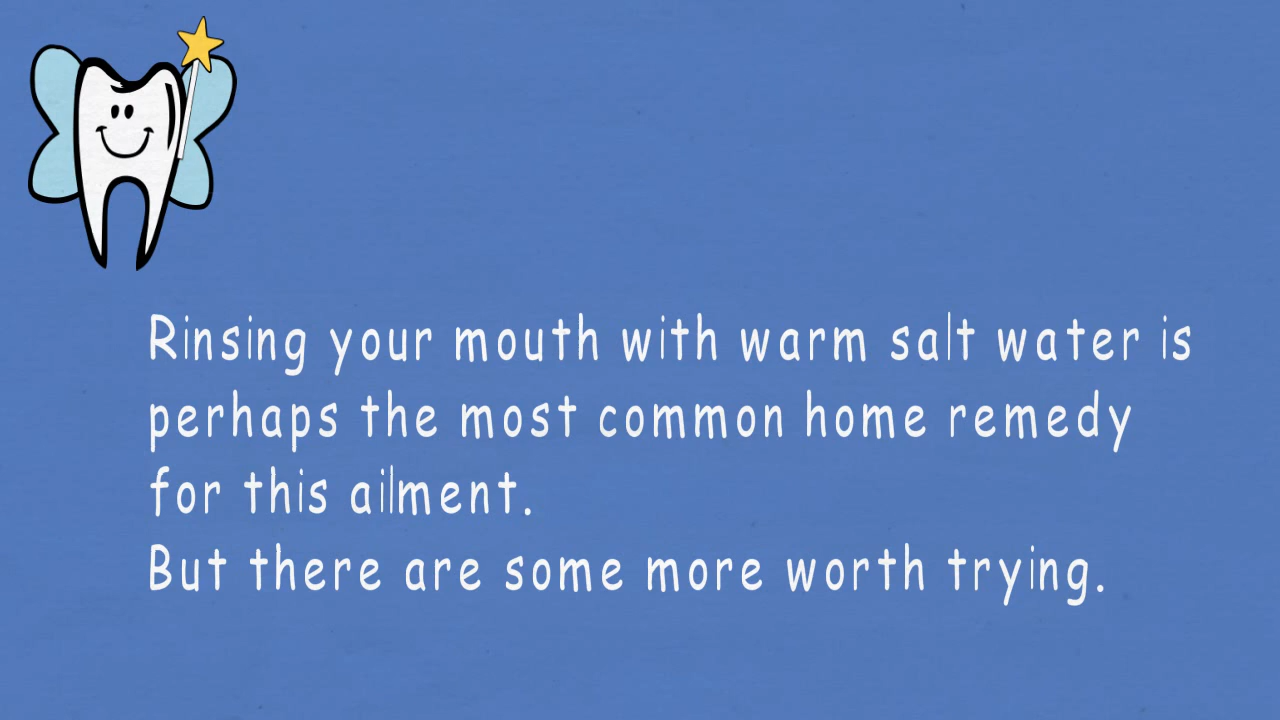 Rinsing your mouth with warm salt water is
perhaps the most common home remedy
for this ailment.
But there are some more worth trying.